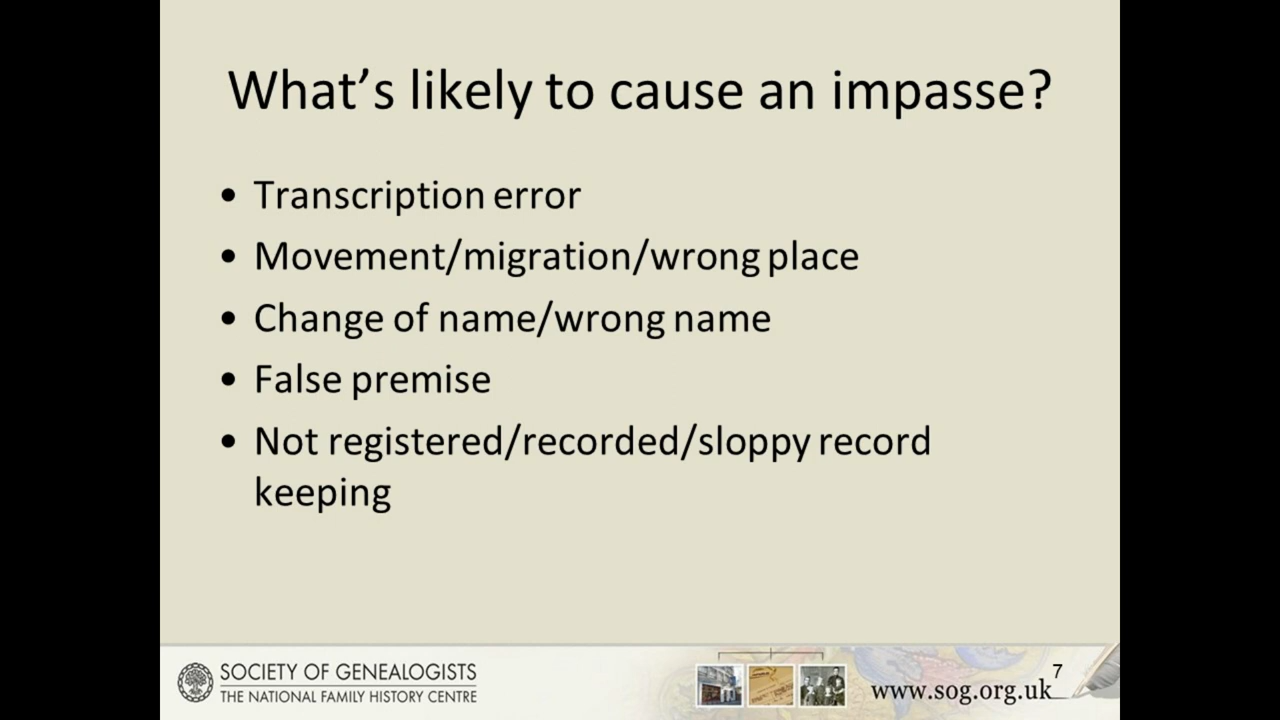 What's likely to cause an impasse?
• Transcription error
• Movement/migration/wrong place
• Change of name/wrong name
• False premise
• Not registered/recorded/sloppy record
keeping
SOCIETY OF GENEALOGISTS
THE NATIONAL FAMILY HISTORY CENTRE
www.sog.org.uk
7